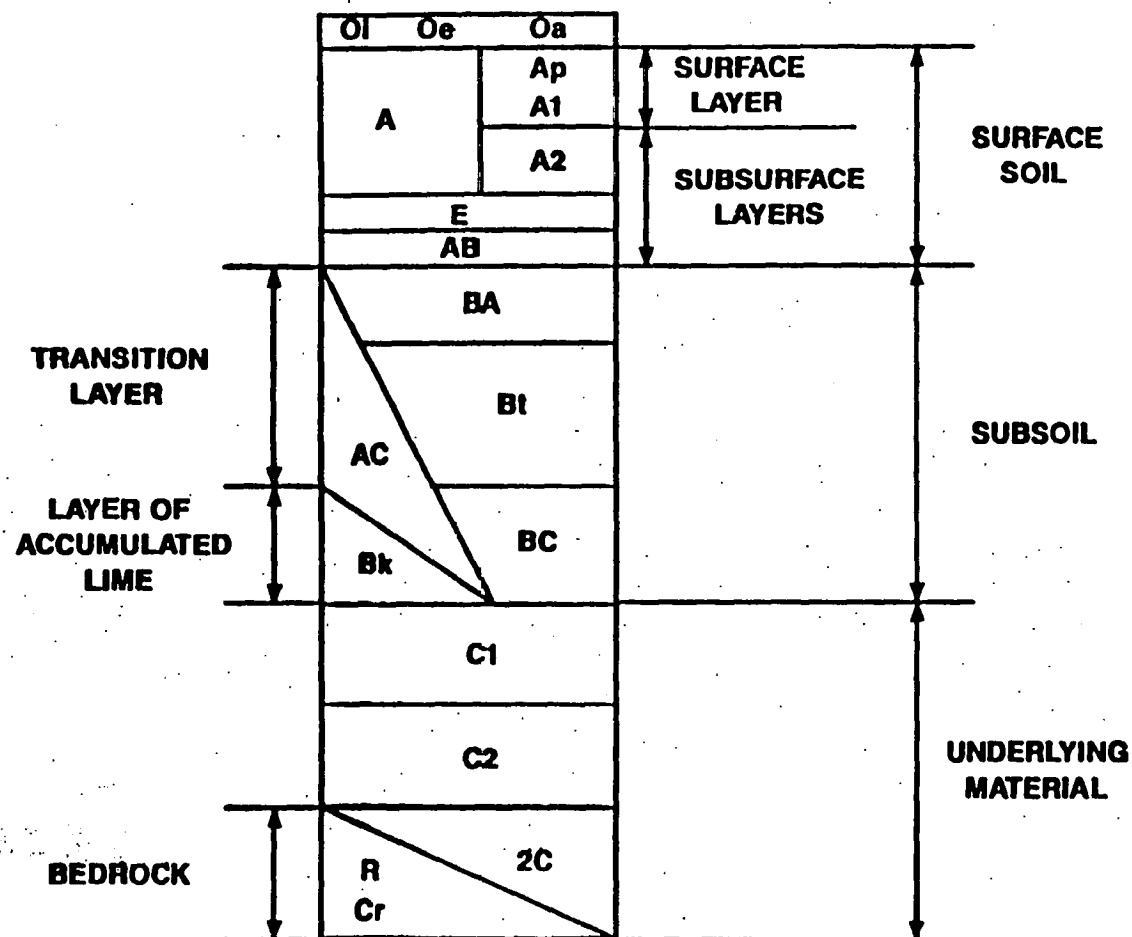 Oi Oe Oa
Ap
A1
A
A2
E
AB
SURFACE
LAYER
SUBSURFACE
LAYERS
SURFACE
SOIL
BA
Bt
AC
BC
Bk
TRANSITION
LAYER
LAYER OF
ACCUMULATED
LIME
SUBSOIL
C1
C2
2C
R
Cr
BEDROCK
UNDERLYING
MATERIAL